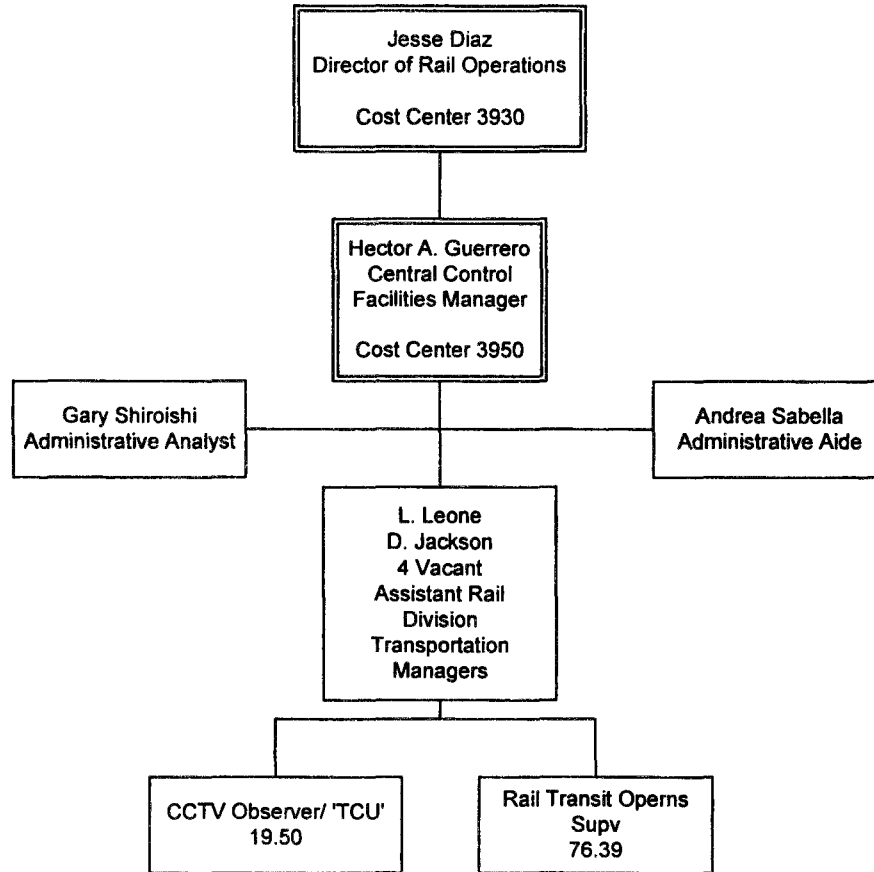 Jesse Diaz
Director of Rail Operations
Cost Center 3930
Hector A. Guerrero
Central Control
Facilities Manager
Cost Center 3950
Gary Shiroishi
Administrative Analyst
Andrea Sabella
Administrative Aide
L. Leone
D. Jackson
4 Vacant
Assistant Rail
Division
Transportation
Managers
CCTV Observer/ 'TCU'
19.50
Rail Transit Operns
Supv
76.39